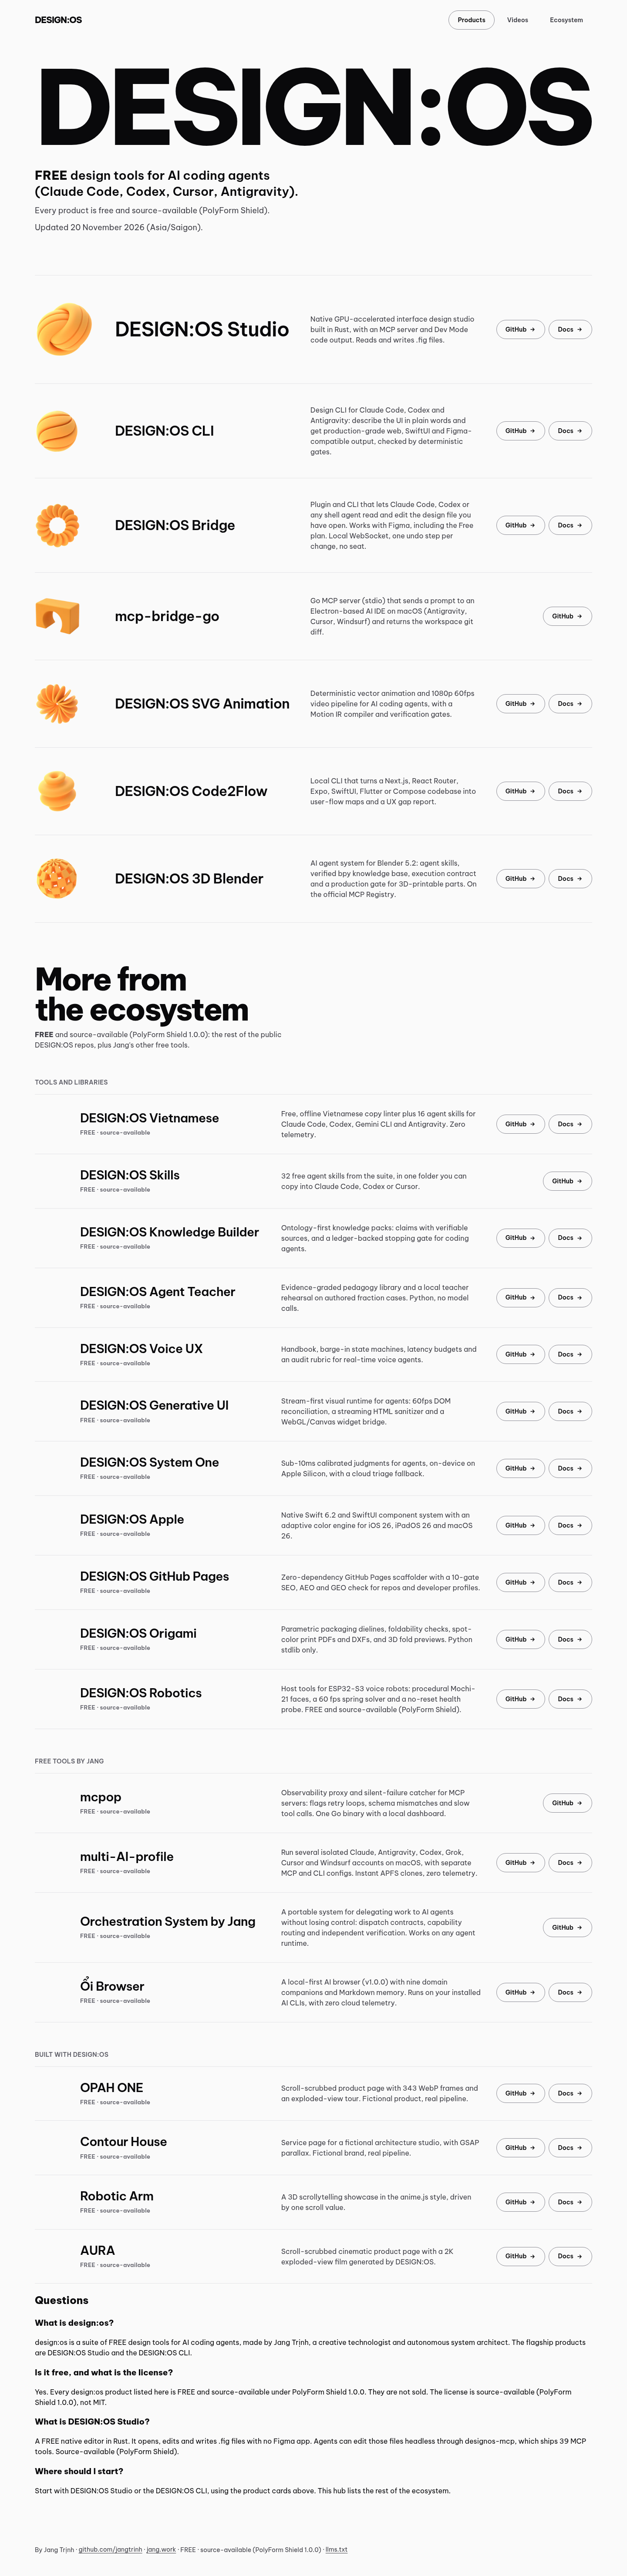 DESIGN:OS
Products
Videos
Ecosystem
DESIGN:OS
FREE design tools for AI coding agents
(Claude Code, Codex, Cursor, Antigravity).
Every product is free and source-available (PolyForm Shield).
Updated 20 November 2026 (Asia/Saigon).
DESIGN:OS Studio
Native GPU-accelerated interface design studio
built in Rust, with an MCP server and Dev Mode
code output. Reads and writes .fig files.
GitHub →
Docs →
DESIGN:OS CLI
Design CLI for Claude Code, Codex and
Antigravity: describe the UI in plain words and
get production-grade web, SwiftUI and Figma-
compatible output, checked by deterministic
gates.
GitHub →
Docs →
DESIGN:OS Bridge
Plugin and CLI that lets Claude Code, Codex or
any shell agent read and edit the design file you
have open. Works with Figma, including the Free
plan. Local WebSocket, one undo step per
change, no seat.
GitHub →
Docs →
mcp-bridge-go
Go MCP server (stdio) that sends a prompt to an
Electron-based AI IDE on macOS (Antigravity,
Cursor, Windsurf) and returns the workspace git
diff.
GitHub →
DESIGN:OS SVG Animation
Deterministic vector animation and 1080p 60fps
video pipeline for AI coding agents, with a
Motion IR compiler and verification gates.
GitHub →
Docs →
DESIGN:OS Code2Flow
Local CLI that turns a Next.js, React Router,
Expo, SwiftUI, Flutter or Compose codebase into
user-flow maps and a UX gap report.
GitHub →
Docs →
DESIGN:OS 3D Blender
AI agent system for Blender 5.2: agent skills,
verified bpy knowledge base, execution contract
and a production gate for 3D-printable parts. On
the official MCP Registry.
GitHub →
Docs →
More from
the ecosystem
FREE and source-available (PolyForm Shield 1.0.0): the rest of the public
DESIGN:OS repos, plus Jang's other free tools.
TOOLS AND LIBRARIES
DESIGN:OS Vietnamese
FREE · source-available
Free, offline Vietnamese copy linter plus 16 agent skills for
Claude Code, Codex, Gemini CLI and Antigravity. Zero
telemetry.
GitHub →
Docs →
DESIGN:OS Skills
FREE · source-available
32 free agent skills from the suite, in one folder you can
copy into Claude Code, Codex or Cursor.
GitHub →
DESIGN:OS Knowledge Builder
FREE · source-available
Ontology-first knowledge packs: claims with verifiable
sources, and a ledger-backed stopping gate for coding
agents.
GitHub →
Docs →
DESIGN:OS Agent Teacher
FREE · source-available
Evidence-graded pedagogy library and a local teacher
rehearsal on authored fraction cases. Python, no model
calls.
GitHub →
Docs →
DESIGN:OS Voice UX
FREE · source-available
Handbook, barge-in state machines, latency budgets and
an audit rubric for real-time voice agents.
GitHub →
Docs →
DESIGN:OS Generative UI
FREE · source-available
Stream-first visual runtime for agents: 60fps DOM
reconciliation, a streaming HTML sanitizer and a
WebGL/Canvas widget bridge.
GitHub →
Docs →
DESIGN:OS System One
FREE · source-available
Sub-10ms calibrated judgments for agents, on-device on
Apple Silicon, with a cloud triage fallback.
GitHub →
Docs →
DESIGN:OS Apple
FREE · source-available
Native Swift 6.2 and SwiftUI component system with an
adaptive color engine for iOS 26, iPadOS 26 and macOS
26.
GitHub →
Docs →
DESIGN:OS GitHub Pages
FREE · source-available
Zero-dependency GitHub Pages scaffolder with a 10-gate
SEO, AEO and GEO check for repos and developer profiles.
GitHub →
Docs →
DESIGN:OS Origami
FREE · source-available
Parametric packaging dielines, foldability checks, spot-
color print PDFs and DXFs, and 3D fold previews. Python
stdlib only.
GitHub →
Docs →
DESIGN:OS Robotics
FREE · source-available
Host tools for ESP32-S3 voice robots: procedural Mochi-
21 faces, a 60 fps spring solver and a no-reset health
probe. FREE and source-available (PolyForm Shield).
GitHub →
Docs →
FREE TOOLS BY JANG
mcpop
FREE · source-available
Observability proxy and silent-failure catcher for MCP
servers: flags retry loops, schema mismatches and slow
tool calls. One Go binary with a local dashboard.
GitHub →
multi-AI-profile
FREE · source-available
Run several isolated Claude, Antigravity, Codex, Grok,
Cursor and Windsurf accounts on macOS, with separate
MCP and CLI configs. Instant APFS clones, zero telemetry.
GitHub →
Docs →
Orchestration System by Jang
FREE · source-available
A portable system for delegating work to AI agents
without losing control: dispatch contracts, capability
routing and independent verification. Works on any agent
runtime.
GitHub →
Ổi Browser
FREE · source-available
A local-first AI browser (v1.0.0) with nine domain
companions and Markdown memory. Runs on your installed
AI CLIs, with zero cloud telemetry.
GitHub →
Docs →
BUILT WITH DESIGN:OS
OPAH ONE
FREE · source-available
Scroll-scrubbed product page with 343 WebP frames and
an exploded-view tour. Fictional product, real pipeline.
GitHub →
Docs →
Contour House
FREE · source-available
Service page for a fictional architecture studio, with GSAP
parallax. Fictional brand, real pipeline.
GitHub →
Docs →
Robotic Arm
FREE · source-available
A 3D scrollytelling showcase in the anime.js style, driven
by one scroll value.
GitHub →
Docs →
AURA
FREE · source-available
Scroll-scrubbed cinematic product page with a 2K
exploded-view film generated by DESIGN:OS.
GitHub →
Docs →
Questions
What is design:os?
design:os is a suite of FREE design tools for AI coding agents, made by Jang Trịnh, a creative technologist and autonomous system architect. The flagship products
are DESIGN:OS Studio and the DESIGN:OS CLI.
Is it free, and what is the license?
Yes. Every design:os product listed here is FREE and source-available under PolyForm Shield 1.0.0. They are not sold. The license is source-available (PolyForm
Shield 1.0.0), not MIT.
What is DESIGN:OS Studio?
A FREE native editor in Rust. It opens, edits and writes .fig files with no Figma app. Agents can edit those files headless through designos-mcp, which ships 39 MCP
tools. Source-available (PolyForm Shield).
Where should I start?
Start with DESIGN:OS Studio or the DESIGN:OS CLI, using the product cards above. This hub lists the rest of the ecosystem.
By Jang Trịnh · github.com/jangtrinh · jang.work · FREE · source-available (PolyForm Shield 1.0.0) · llms.txt